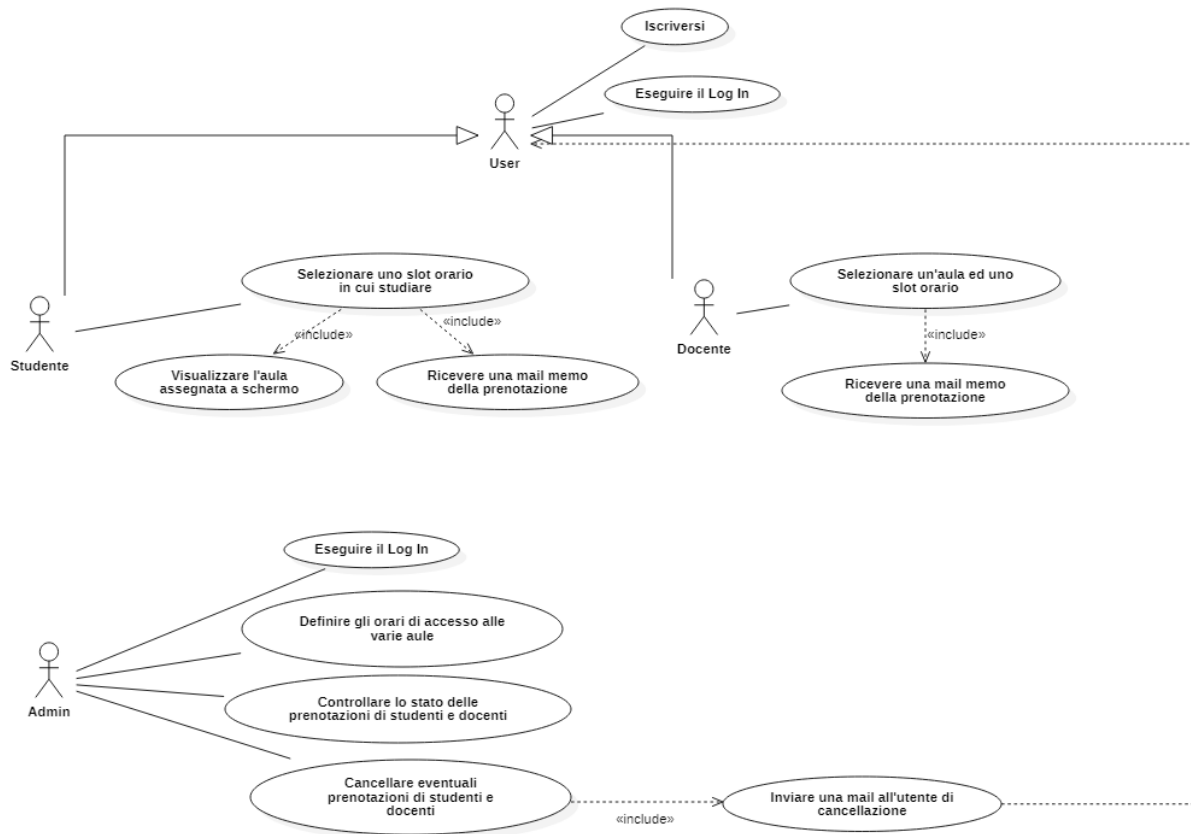 Iscriversi
Eseguire il Log In
User
Selezionare uno slot orario
in cui studiare
Selezionare un'aula ed uno
slot orario
«include»
«include»
«include»
Studente
Docente
Visualizzare l'aula
assegnata a schermo
Ricevere una mail memo
della prenotazione
Ricevere una mail memo
della prenotazione
Eseguire il Log In
Definire gli orari di accesso alle
varie aule
Admin
Controllare lo stato delle
prenotazioni di studenti e docenti
Cancellare eventuali
prenotazioni di studenti e
docenti
«include»
Inviare una mail all'utente di
cancellazione